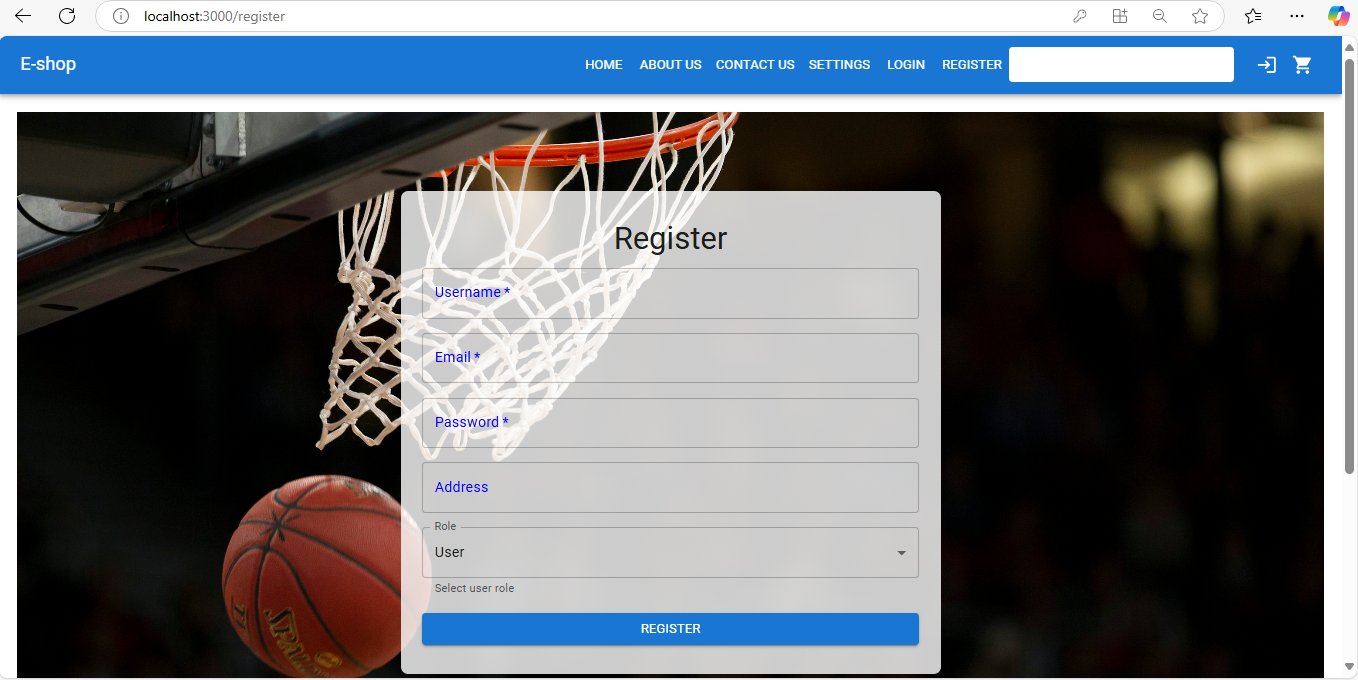 localhost:3000/register
E-shop
HOME ABOUT US CONTACT US SETTINGS LOGIN REGISTER
Register
Username *
Email *
Password *
Address
Role
User
Select user role
REGISTER